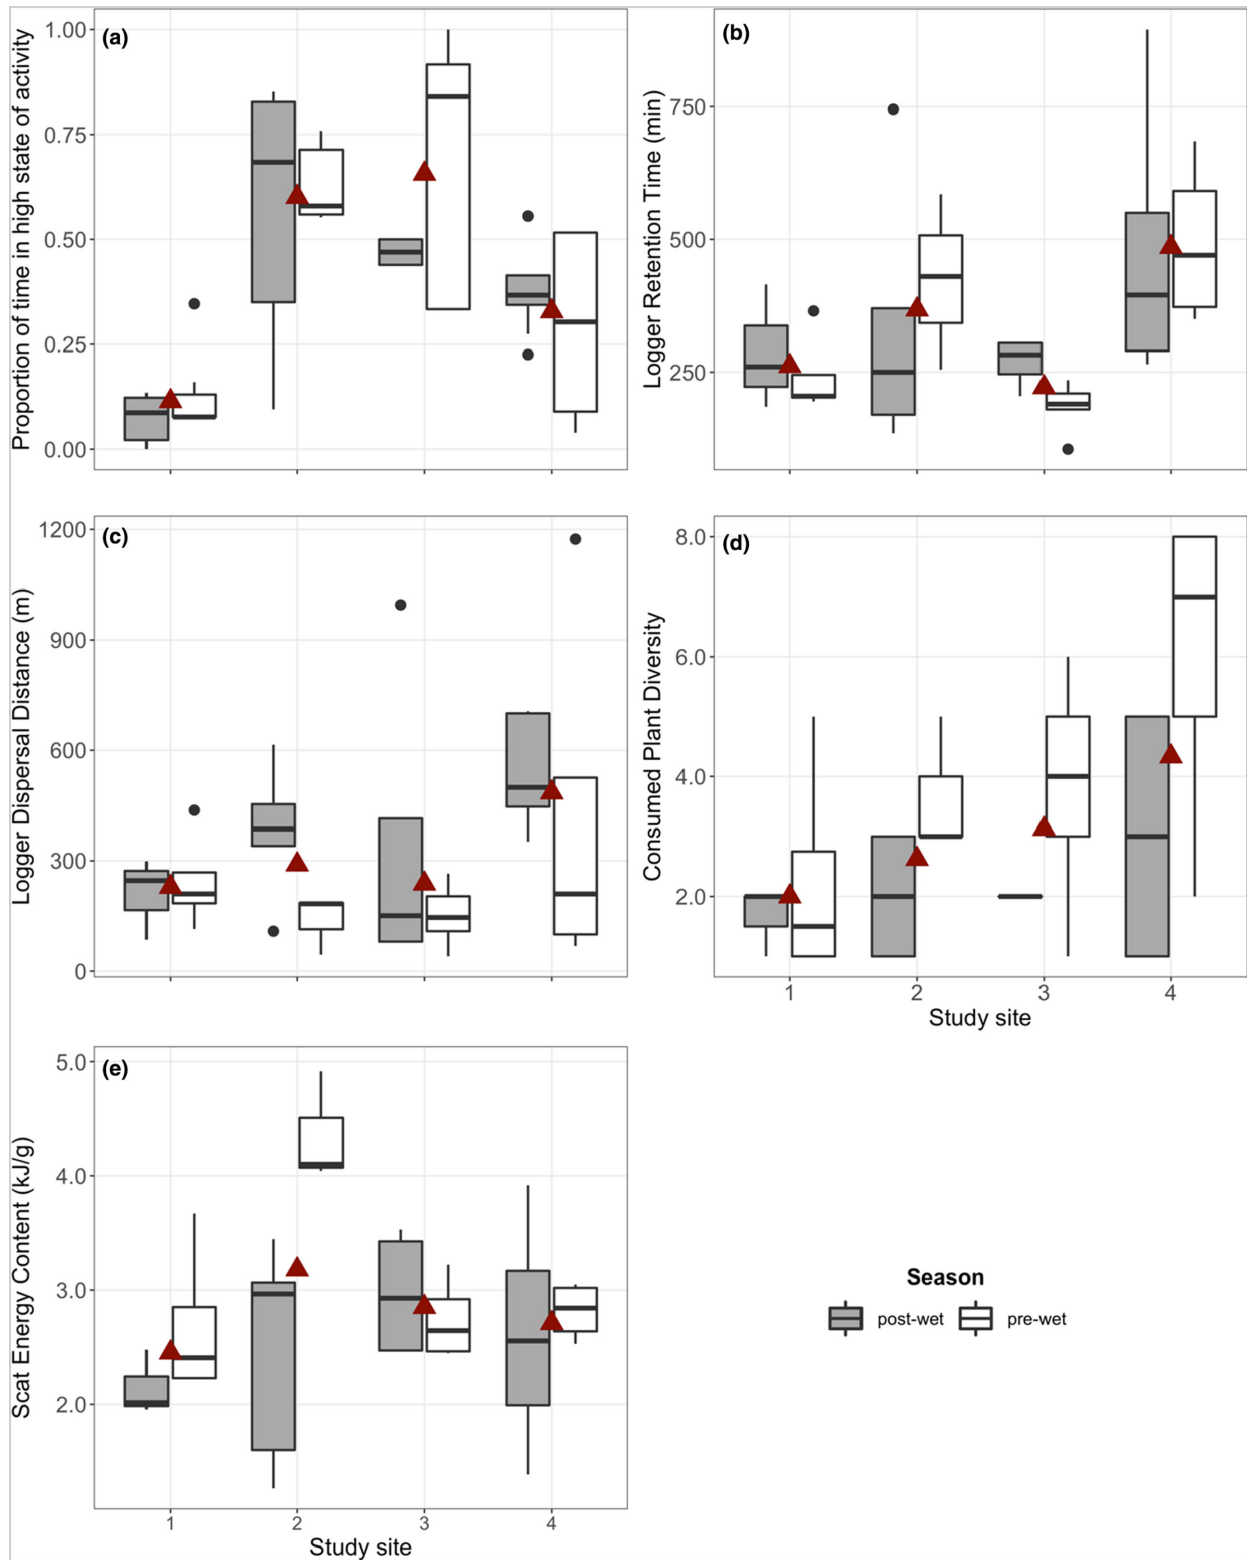 (a)
Proportion of time in high state of activity
1.00
0.75
0.50
0.25
0.00
(b)
Logger Retention Time (min)
750
500
250
(c)
Logger Dispersal Distance (m)
1200
900
600
300
0
(d)
Consumed Plant Diversity
8.0
6.0
4.0
2.0
1 2 3 4
Study site
(e)
Scat Energy Content (kJ/g)
5.0
4.0
3.0
2.0
1 2 3 4
Study site
Season
post-wet pre-wet